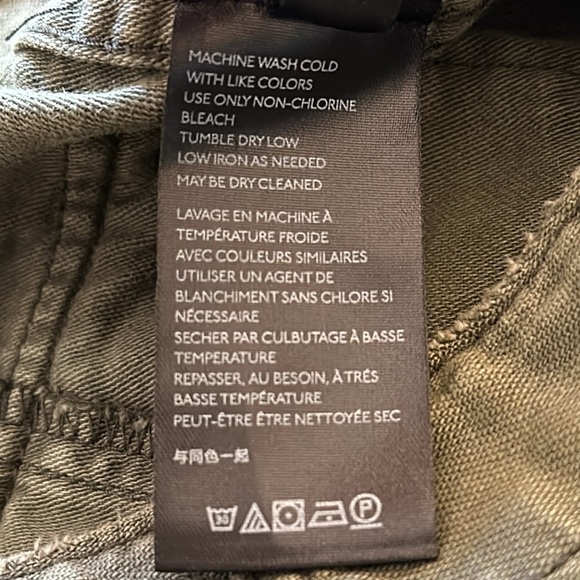 MACHINE WASH COLD
WITH LIKE COLORS
USE ONLY NON-CHLORINE
BLEACH
TUMBLE DRY LOW
LOW IRON AS NEEDED
MAY BE DRY CLEANED
LAVAGE EN MACHINE À
TEMPÉRATURE FROIDE
AVEC COULEURS SIMILAIRES
UTILISER UN AGENT DE
BLANCHIMENT SANS CHLORE SI
NÉCESSAIRE
SECHER PAR CULBUTAGE À BASSE
TEMPERATURE
REPASSER, AU BESOIN, À TRÉS
BASSE TEMPÉRATURE
PEUT-ÊTRE ÊTRE NETTOYÉE SEC
与同色一起
30 P